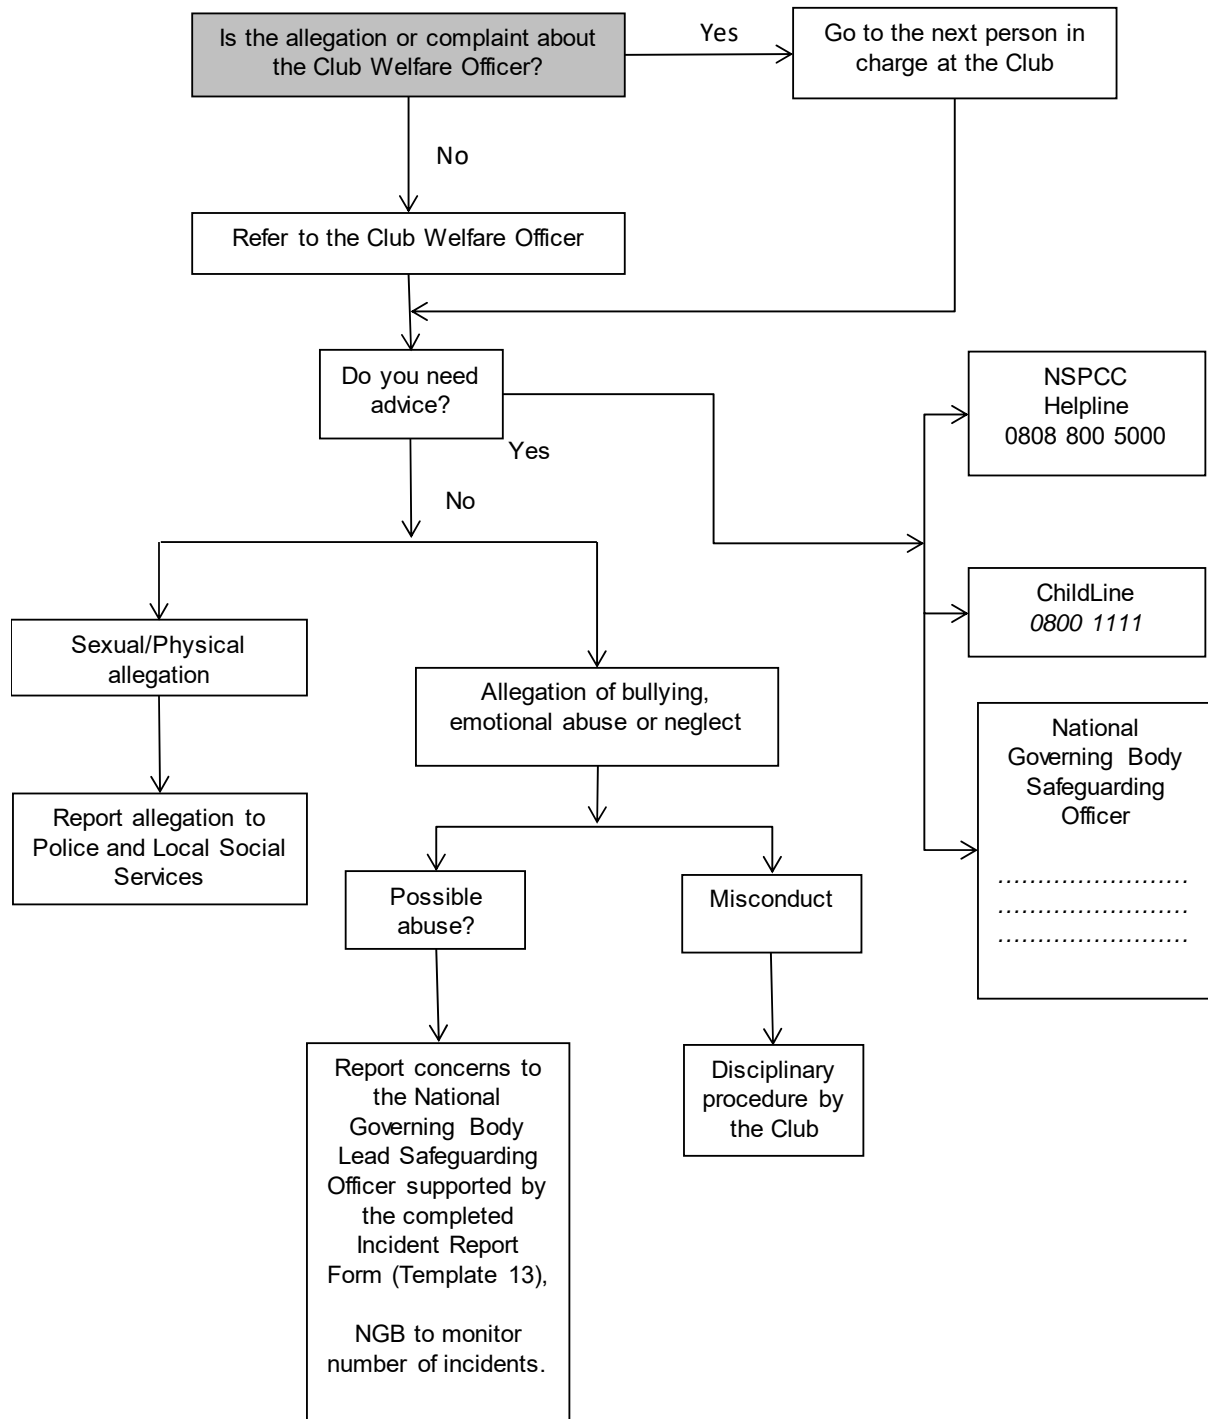 Is the allegation or complaint about
the Club Welfare Officer?
Yes
Go to the next person in
charge at the Club
No
Refer to the Club Welfare Officer
Do you need
advice?
Yes
No
NSPCC
Helpline
0808 800 5000
ChildLine
0800 1111
National
Governing Body
Safeguarding
Officer
........................
........................
........................
Sexual/Physical
allegation
Allegation of bullying,
emotional abuse or neglect
Report allegation to
Police and Local Social
Services
Possible
abuse?
Misconduct
Report concerns to
the National
Governing Body
Lead Safeguarding
Officer supported by
the completed
Incident Report
Form (Template 13),
NGB to monitor
number of incidents.
Disciplinary
procedure by
the Club